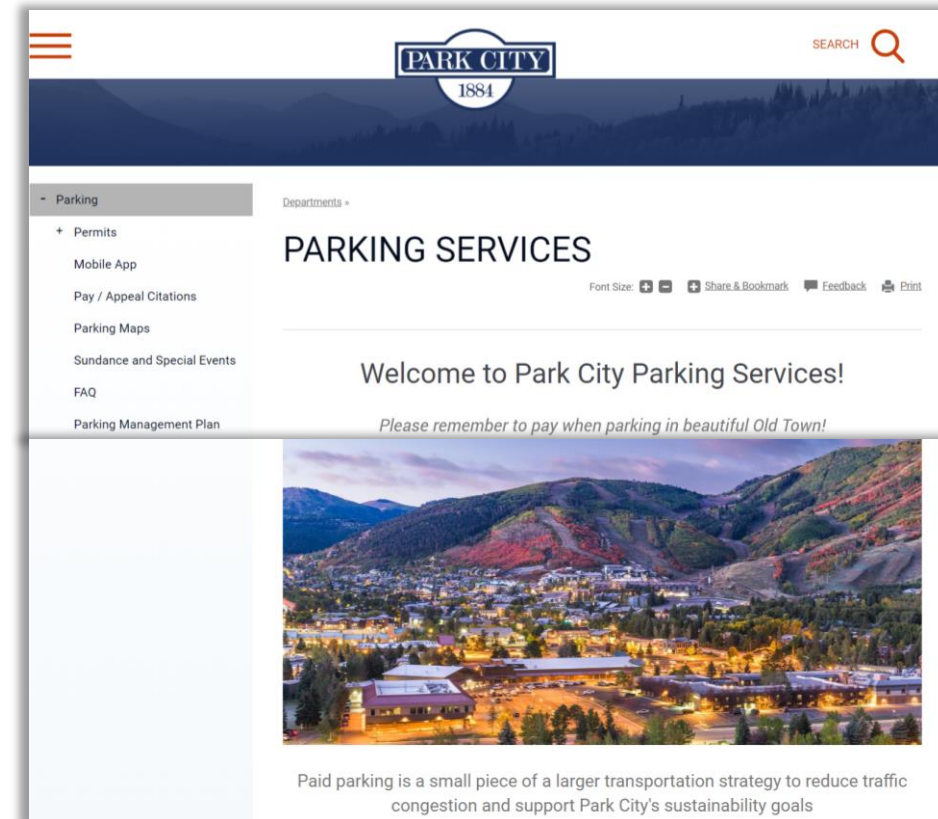 SEARCH
PARK CITY
1884
- Parking
+ Permits
Mobile App
Pay / Appeal Citations
Parking Maps
Sundance and Special Events
FAQ
Parking Management Plan
Departments »
PARKING SERVICES
Font Size: + - + Share & Bookmark Feedback Print
Welcome to Park City Parking Services!
Please remember to pay when parking in beautiful Old Town!
Paid parking is a small piece of a larger transportation strategy to reduce traffic
congestion and support Park City's sustainability goals